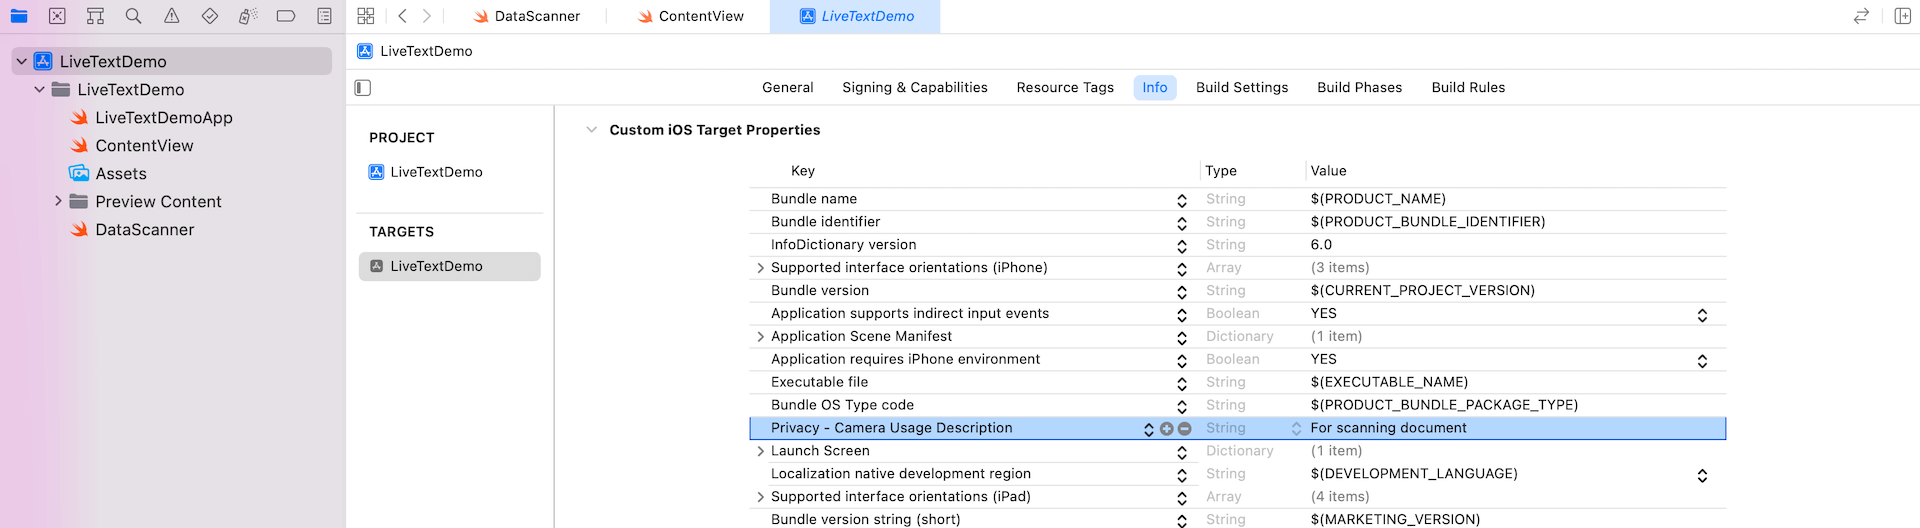 DataScanner ContentView LiveTextDemo
LiveTextDemo
LiveTextDemo
LiveTextDemo
LiveTextDemoApp
ContentView
Assets
Preview Content
DataScanner
General Signing & Capabilities Resource Tags Info Build Settings Build Phases Build Rules
PROJECT
LiveTextDemo
TARGETS
LiveTextDemo
Custom iOS Target Properties
Key Type Value
Bundle name String $(PRODUCT_NAME)
Bundle identifier String $(PRODUCT_BUNDLE_IDENTIFIER)
InfoDictionary version String 6.0
Supported interface orientations (iPhone) Array (3 items)
Bundle version String $(CURRENT_PROJECT_VERSION)
Application supports indirect input events Boolean YES
Application Scene Manifest Dictionary (1 item)
Application requires iPhone environment Boolean YES
Executable file String $(EXECUTABLE_NAME)
Bundle OS Type code String $(PRODUCT_BUNDLE_PACKAGE_TYPE)
Privacy - Camera Usage Description String For scanning document
Launch Screen Dictionary (1 item)
Localization native development region String $(DEVELOPMENT_LANGUAGE)
Supported interface orientations (iPad) Array (4 items)
Bundle version string (short) String $(MARKETING_VERSION)